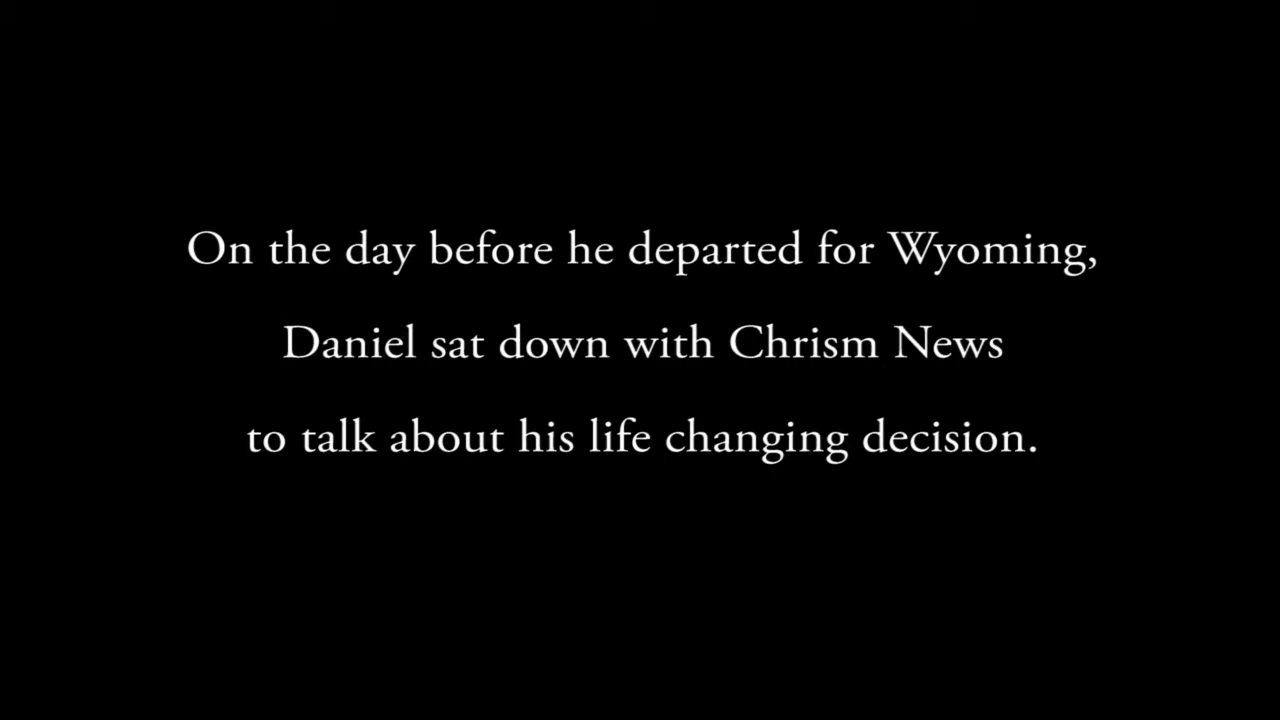 On the day before he departed for Wyoming,
Daniel sat down with Chrism News
to talk about his life changing decision.